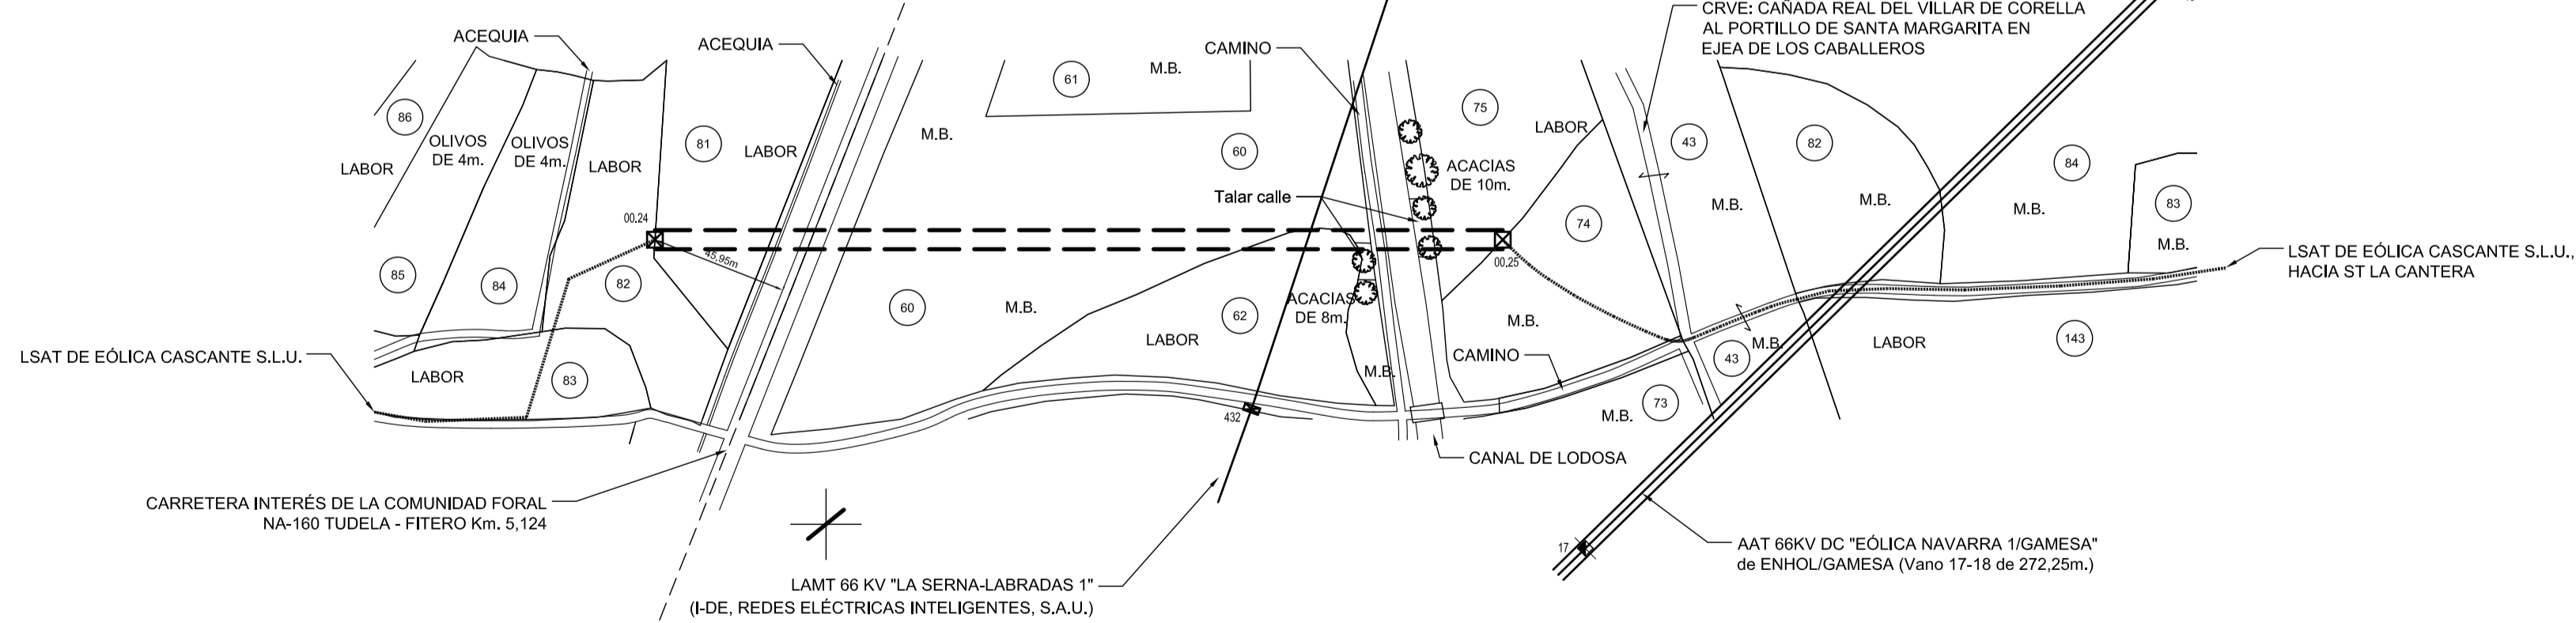 CRVE: CAÑADA REAL DEL VILLAR DE CORELLA
AL PORTILLO DE SANTA MARGARITA EN
EJEA DE LOS CABALLEROS
ACEQUIA
ACEQUIA
CAMINO
61
M.B.
75
86
OLIVOS
DE 4m.
OLIVOS
DE 4m.
LABOR
LABOR
81
LABOR
M.B.
60
ACACIAS
DE 10m.
LABOR
43
82
84
M.B.
M.B.
M.B.
83
M.B.
Talar calle
00.24
45,95m
00.25
74
LSAT DE EÓLICA CASCANTE S.L.U.,
HACIA ST LA CANTERA
85
84
82
60
M.B.
62
ACACIAS
DE 8m.
M.B.
LABOR
LSAT DE EÓLICA CASCANTE S.L.U.
LABOR
83
M.B.
CAMINO
43
M.B.
LABOR
143
432
M.B.
73
CANAL DE LODOSA
CARRETERA INTERÉS DE LA COMUNIDAD FORAL
NA-160 TUDELA - FITERO Km. 5,124
17
AAT 66KV DC "EÓLICA NAVARRA 1/GAMESA"
de ENHOL/GAMESA (Vano 17-18 de 272,25m.)
LAMT 66 KV "LA SERNA-LABRADAS 1"
(I-DE, REDES ELÉCTRICAS INTELIGENTES, S.A.U.)